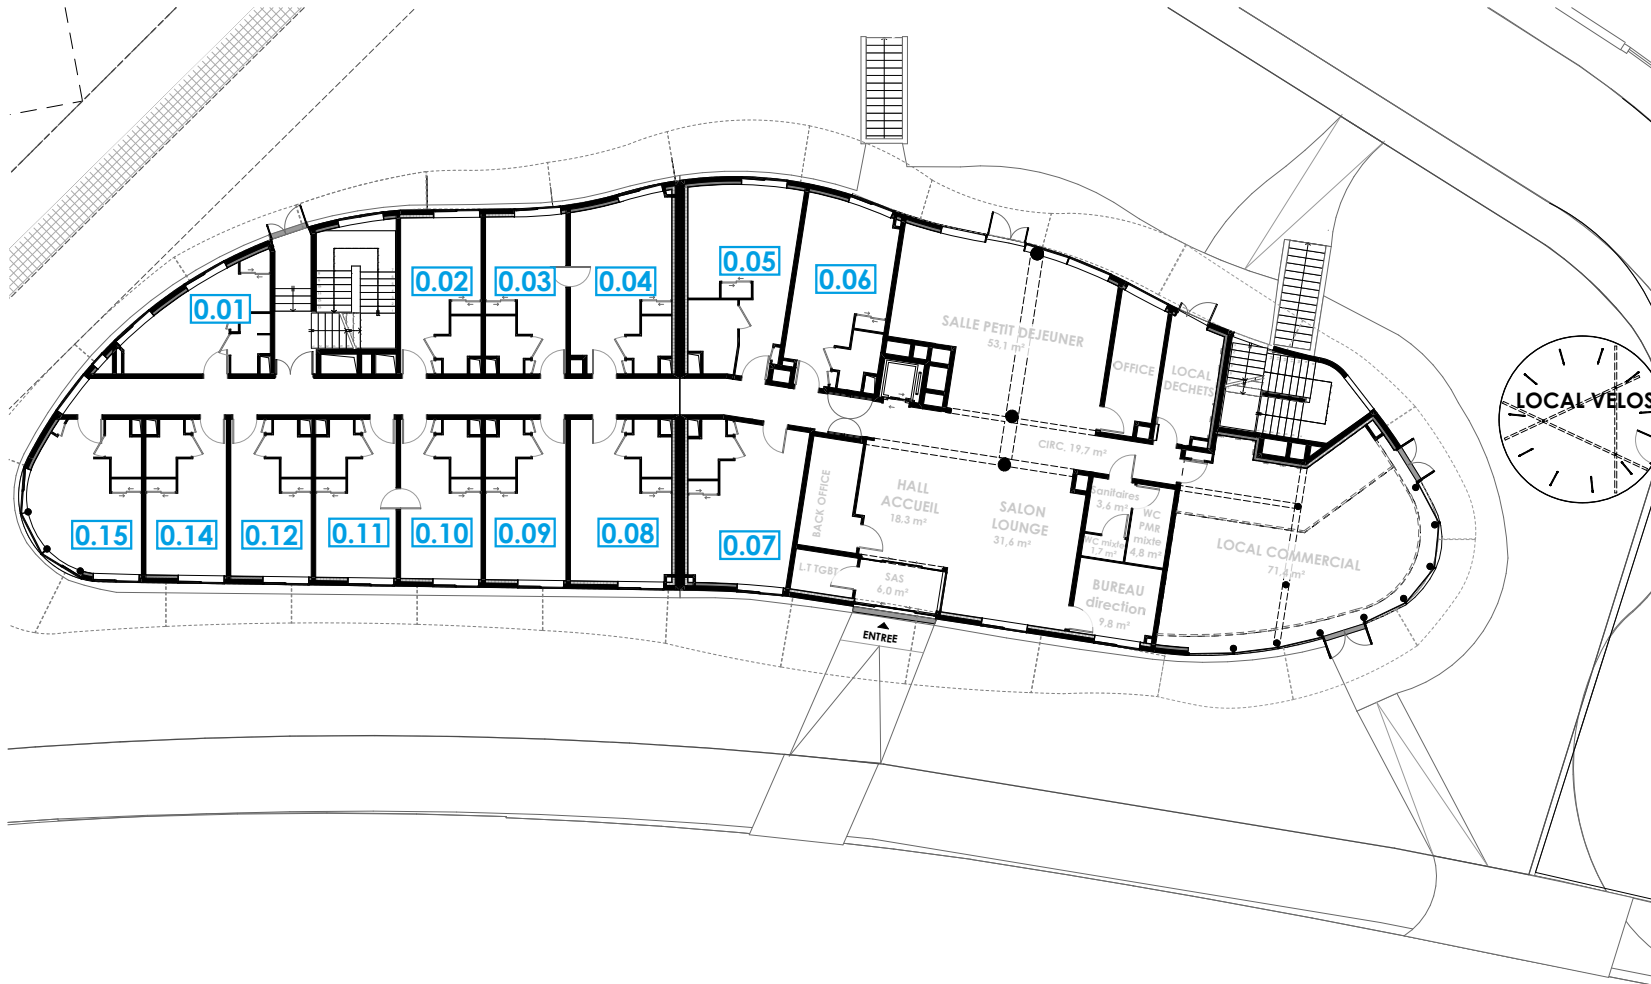 0.01
0.02
0.03
0.04
0.05
0.06
SALLE PETIT DEJEUNER
53,1 m²
OFFICE
LOCAL
DECHETS
LOCAL VELOS
CIRC. 19,7 m²
BACK OFFICE
HALL
ACCUEIL
18.3 m²
SALON
LOUNGE
31,6 m²
Sanitaires
3,6 m²
WC
PMR
mixte
4,8 m²
WC mixte
1,7 m²
LOCAL COMMERCIAL
71,4 m²
0.15
0.14
0.12
0.11
0.10
0.09
0.08
0.07
L.T TGBT
SAS
6,0 m²
BUREAU
direction
9,8 m²
ENTREE